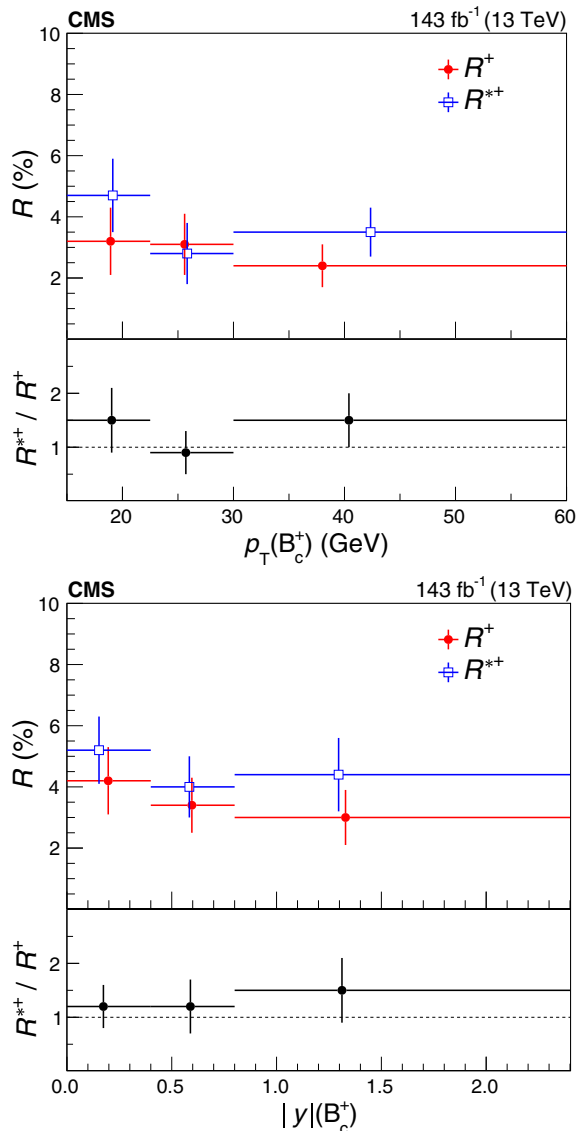 CMS 143 fb⁻¹ (13 TeV)
10
R⁺
8
R*⁺
6
R (%)
4
2
R*⁺ / R⁺
2
1
20 30 40 50 60
p_T(B_c⁺) (GeV)
CMS 143 fb⁻¹ (13 TeV)
10
R⁺
8
R*⁺
6
R (%)
4
2
R*⁺ / R⁺
2
1
0.0 0.5 1.0 1.5 2.0
|y|(B_c⁺)